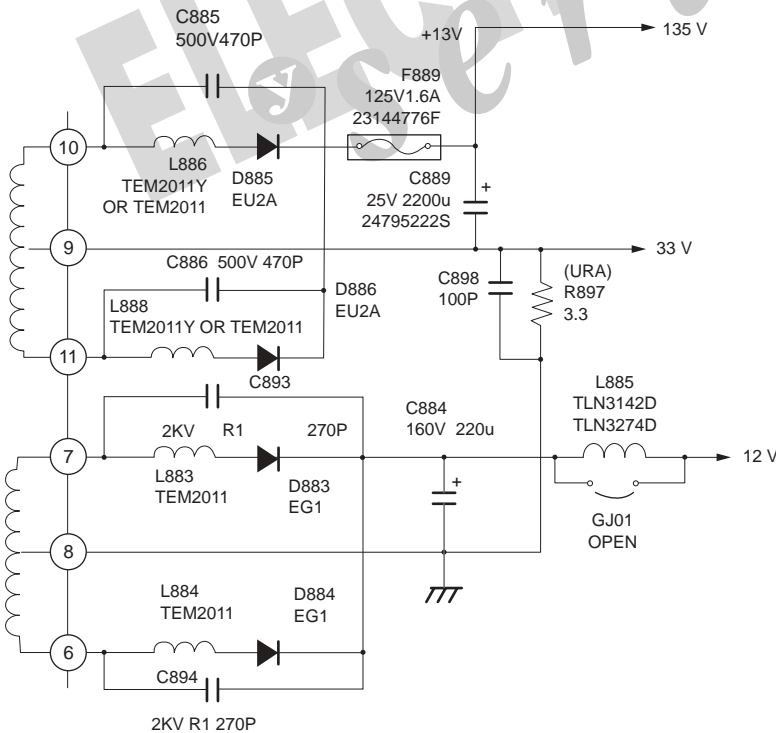 C885
500V470P
+13V
135 V
F889
125V1.6A
23144776F
10
L886
TEM2011Y
OR TEM2011
D885
EU2A
C889
25V 2200u
24795222S
+
9
33 V
C886 500V 470P
D886
EU2A
C898
100P
(URA)
R897
3.3
L888
TEM2011Y OR TEM2011
11
C893
L885
TLN3142D
TLN3274D
C884
160V 220u
2KV R1 270P
7
12 V
L883
TEM2011
D883
EG1
+
GJ01
OPEN
8
L884
TEM2011
D884
EG1
6
C894
2KV R1 270P
ELEC
y ser